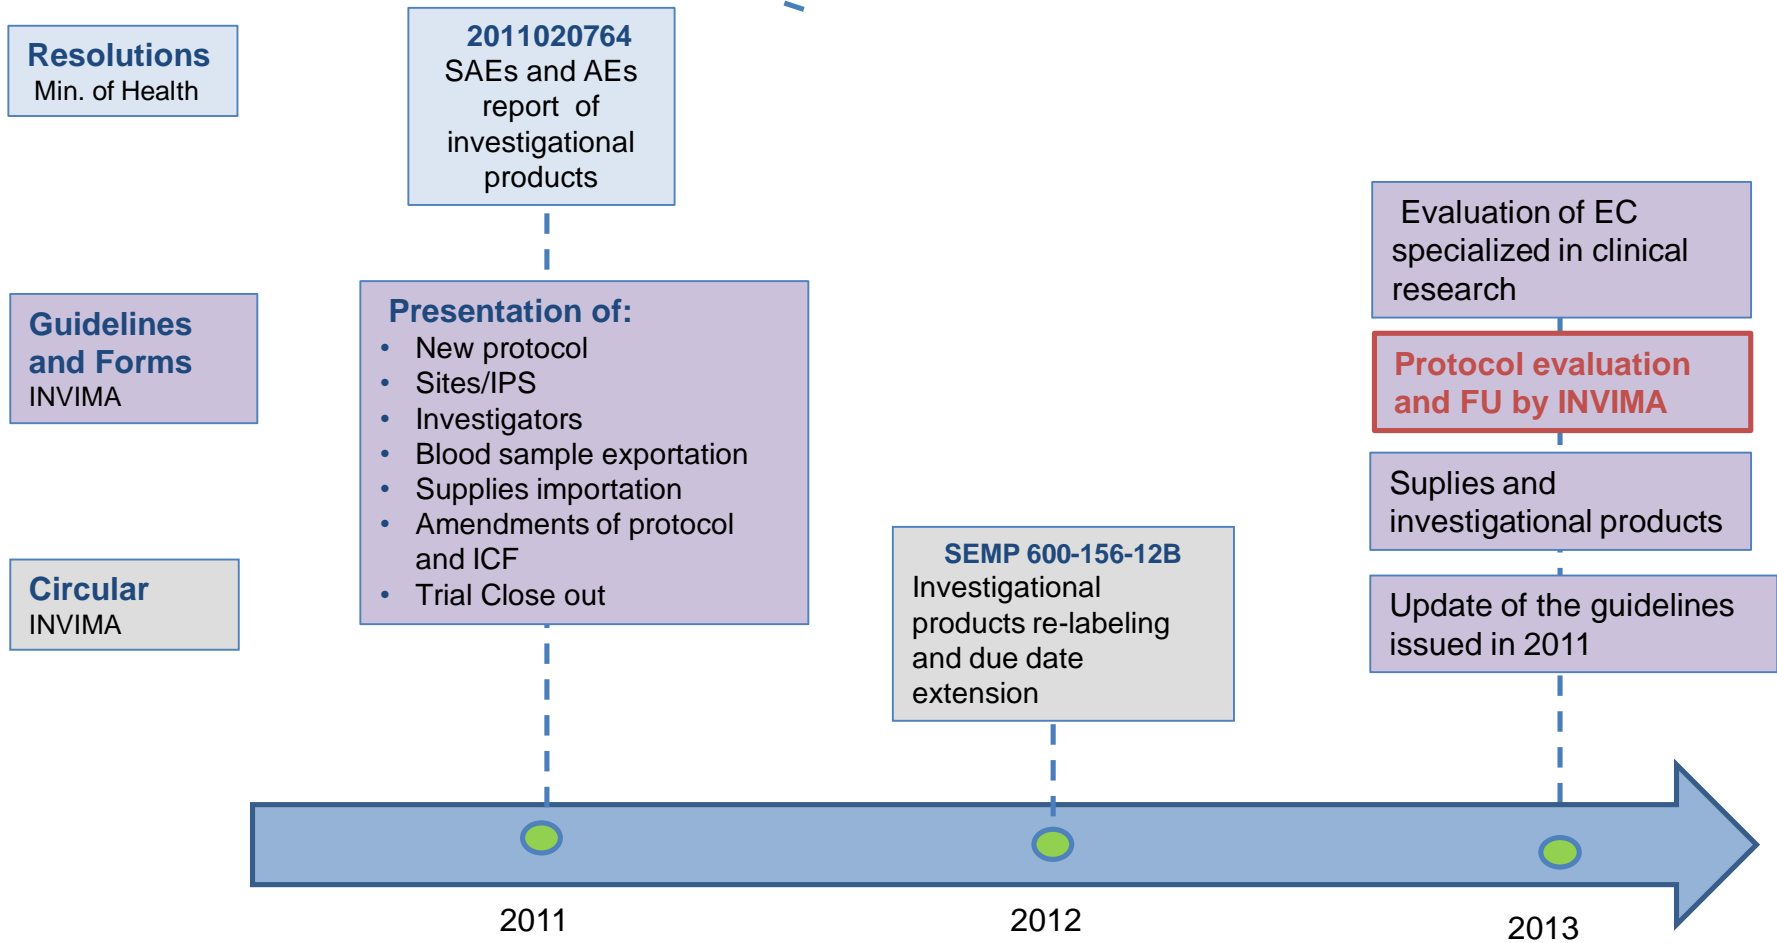 Resolutions
Min. of Health
2011020764
SAEs and AEs
report of
investigational
products
Guidelines
and Forms
INVIMA
Presentation of:
• New protocol
• Sites/IPS
• Investigators
• Blood sample exportation
• Supplies importation
• Amendments of protocol
and ICF
• Trial Close out
Circular
INVIMA
SEMP 600-156-12B
Investigational
products re-labeling
and due date
extension
Evaluation of EC
specialized in clinical
research
Protocol evaluation
and FU by INVIMA
Suplies and
investigational products
Update of the guidelines
issued in 2011
2011
2012
2013